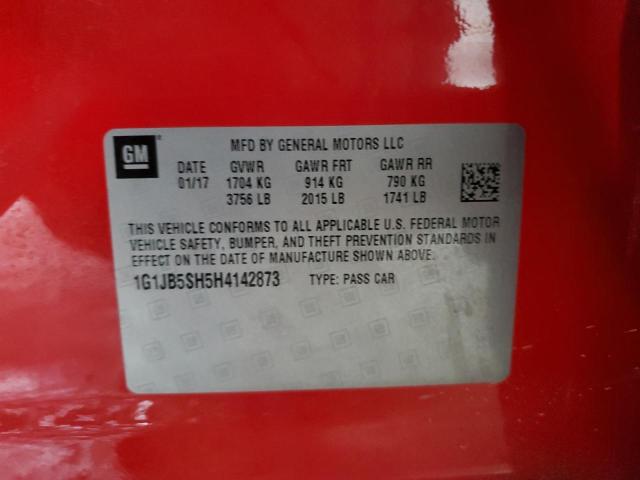 GM
MFD BY GENERAL MOTORS LLC
DATE GVWR GAWR FRT GAWR RR
01/17 1704 KG 914 KG 790 KG
3756 LB 2015 LB 1741 LB
THIS VEHICLE CONFORMS TO ALL APPLICABLE U.S. FEDERAL MOTOR
VEHICLE SAFETY, BUMPER, AND THEFT PREVENTION STANDARDS IN
EFFECT ON THE DATE OF MANUFACTURE SHOWN ABOVE.
1G1JB5SH5H4142873 TYPE: PASS CAR